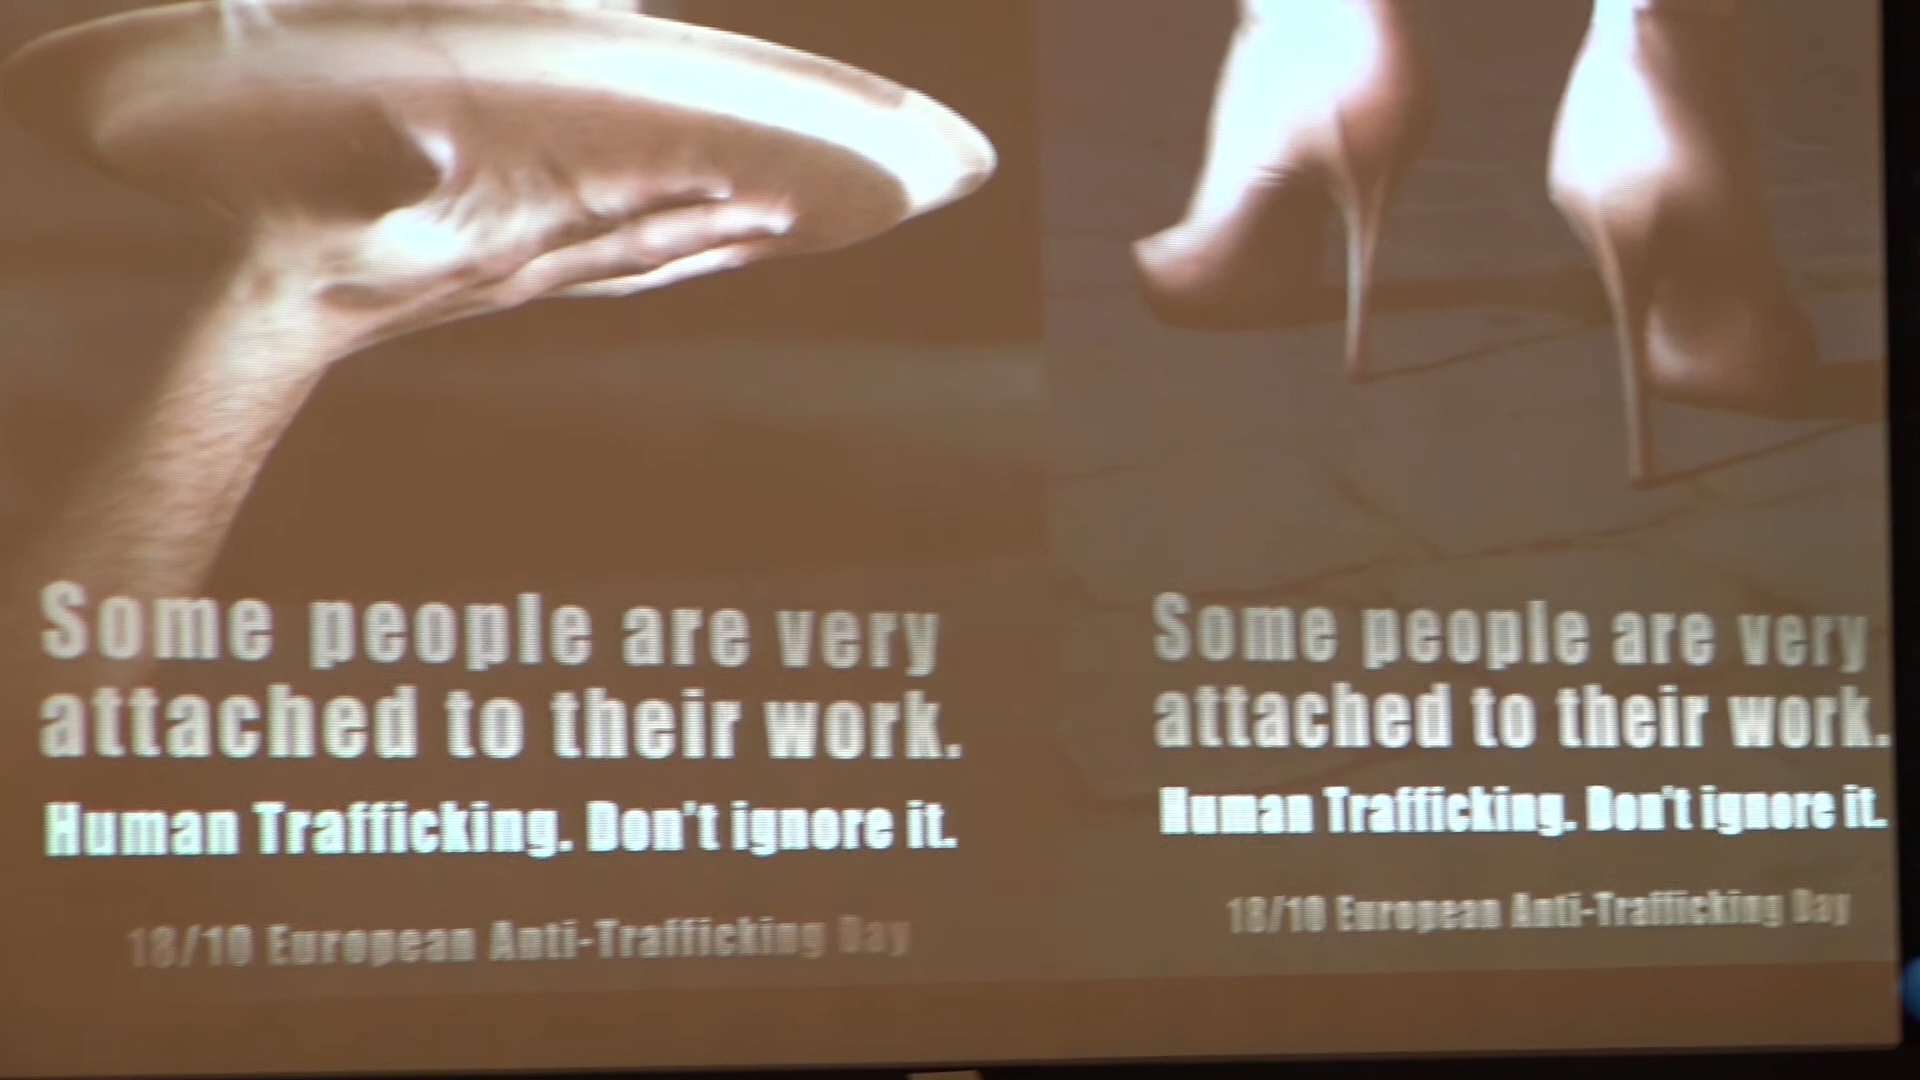 Some people are very
attached to their work.
Human Trafficking. Don't ignore it.
18/10 European Anti-Trafficking Day
Some people are very
attached to their work.
Human Trafficking. Don't ignore it.
18/10 European Anti-Trafficking Day